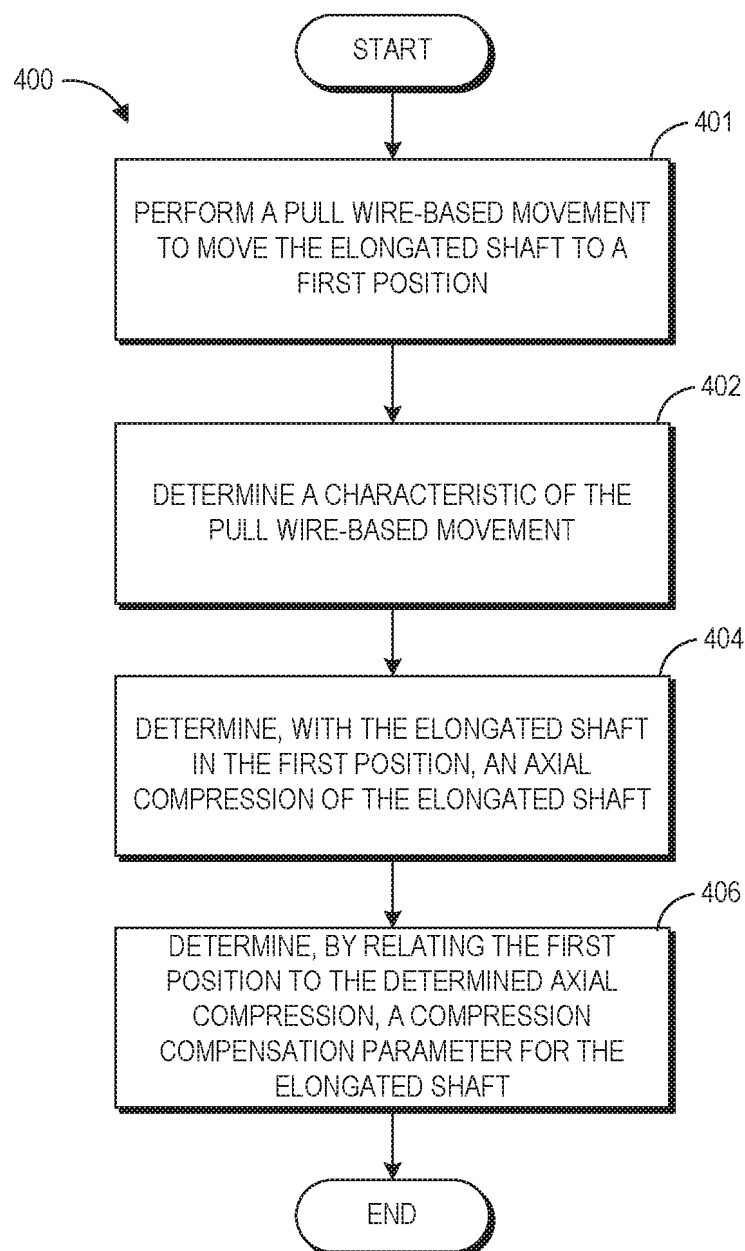 START
400
401
PERFORM A PULL WIRE-BASED MOVEMENT
TO MOVE THE ELONGATED SHAFT TO A
FIRST POSITION
402
DETERMINE A CHARACTERISTIC OF THE
PULL WIRE-BASED MOVEMENT
404
DETERMINE, WITH THE ELONGATED SHAFT
IN THE FIRST POSITION, AN AXIAL
COMPRESSION OF THE ELONGATED SHAFT
406
DETERMINE, BY RELATING THE FIRST
POSITION TO THE DETERMINED AXIAL
COMPRESSION, A COMPRESSION
COMPENSATION PARAMETER FOR THE
ELONGATED SHAFT
END